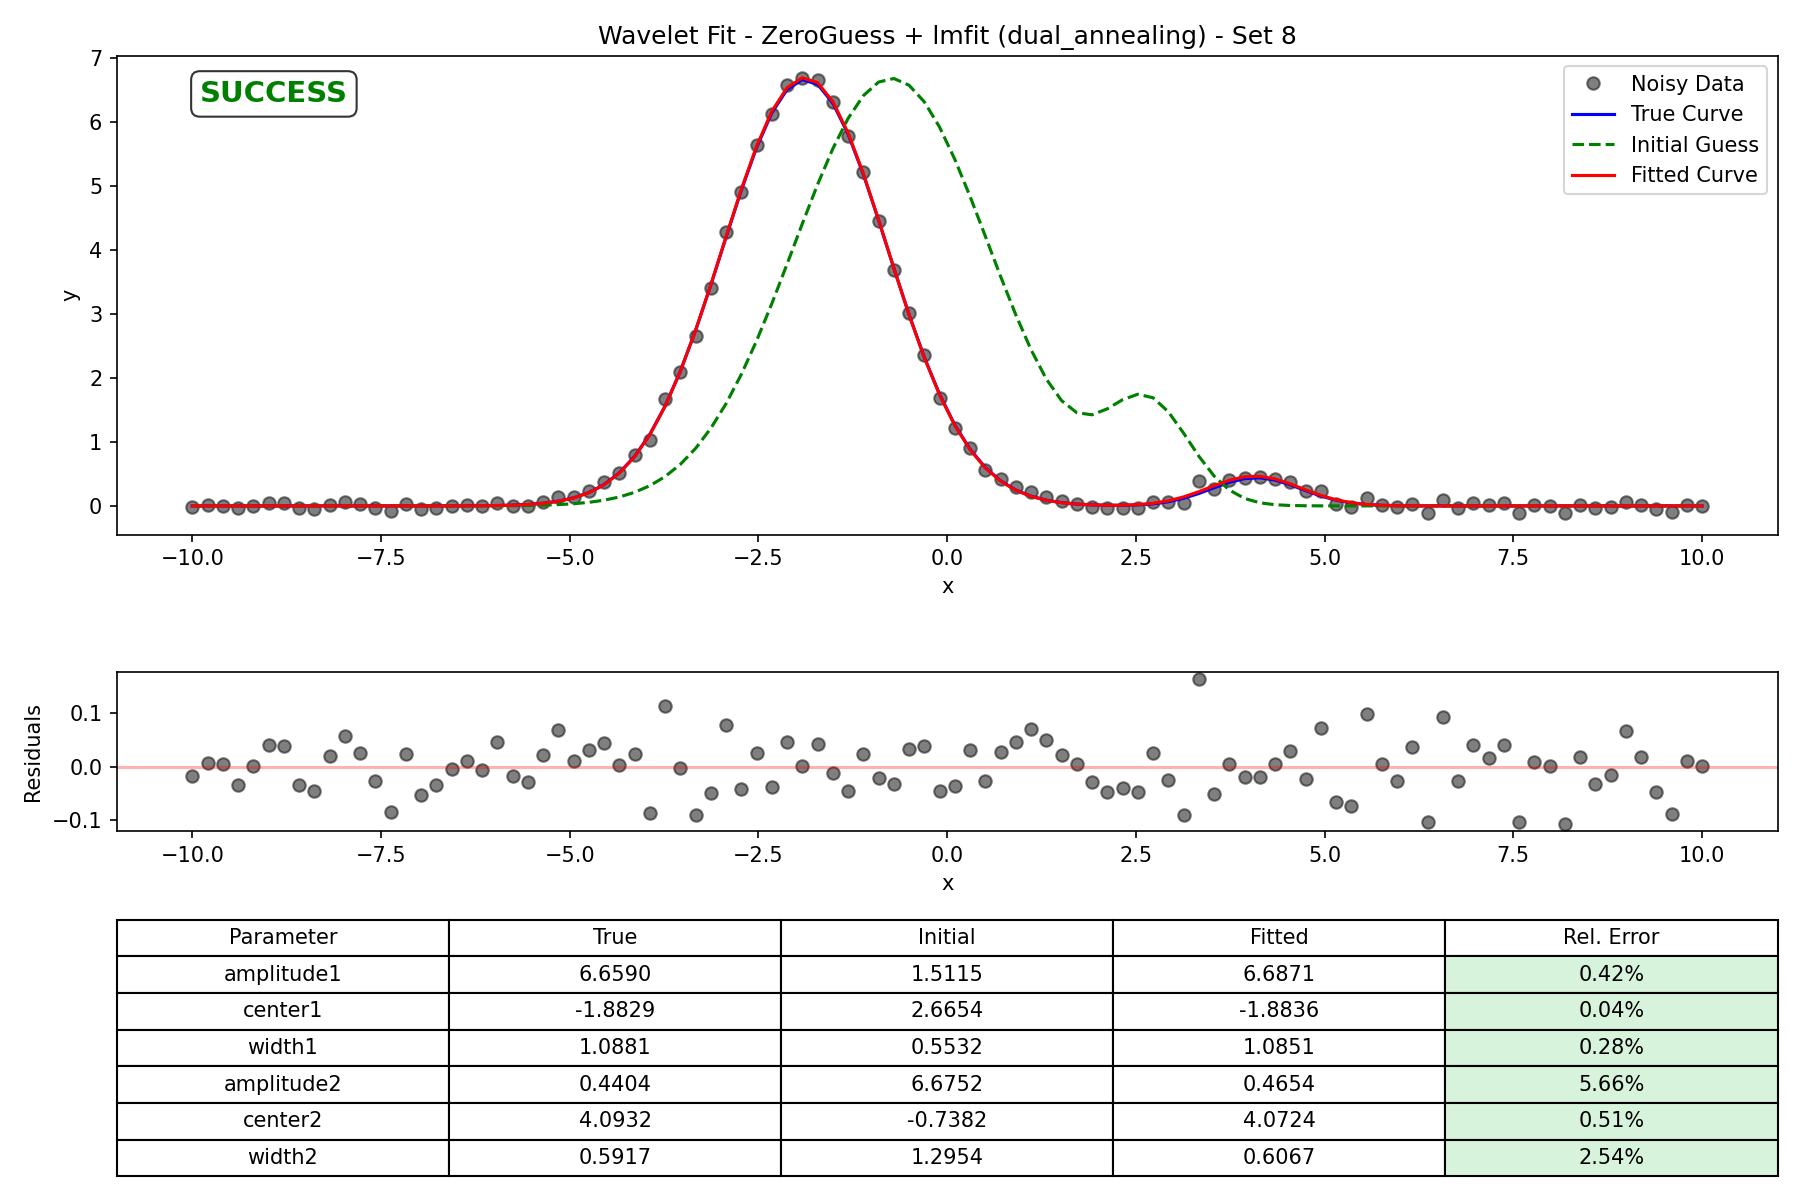 Wavelet Fit - ZeroGuess + lmfit (dual_annealing) - Set 8
SUCCESS
Noisy Data
True Curve
Initial Guess
Fitted Curve
7
6
5
4
3
2
1
0
y
−10.0 −7.5 −5.0 −2.5 0.0 2.5 5.0 7.5 10.0
x
0.1
0.0
−0.1
Residuals
−10.0 −7.5 −5.0 −2.5 0.0 2.5 5.0 7.5 10.0
x
Parameter True Initial Fitted Rel. Error
amplitude1 6.6590 1.5115 6.6871 0.42%
center1 -1.8829 2.6654 -1.8836 0.04%
width1 1.0881 0.5532 1.0851 0.28%
amplitude2 0.4404 6.6752 0.4654 5.66%
center2 4.0932 -0.7382 4.0724 0.51%
width2 0.5917 1.2954 0.6067 2.54%